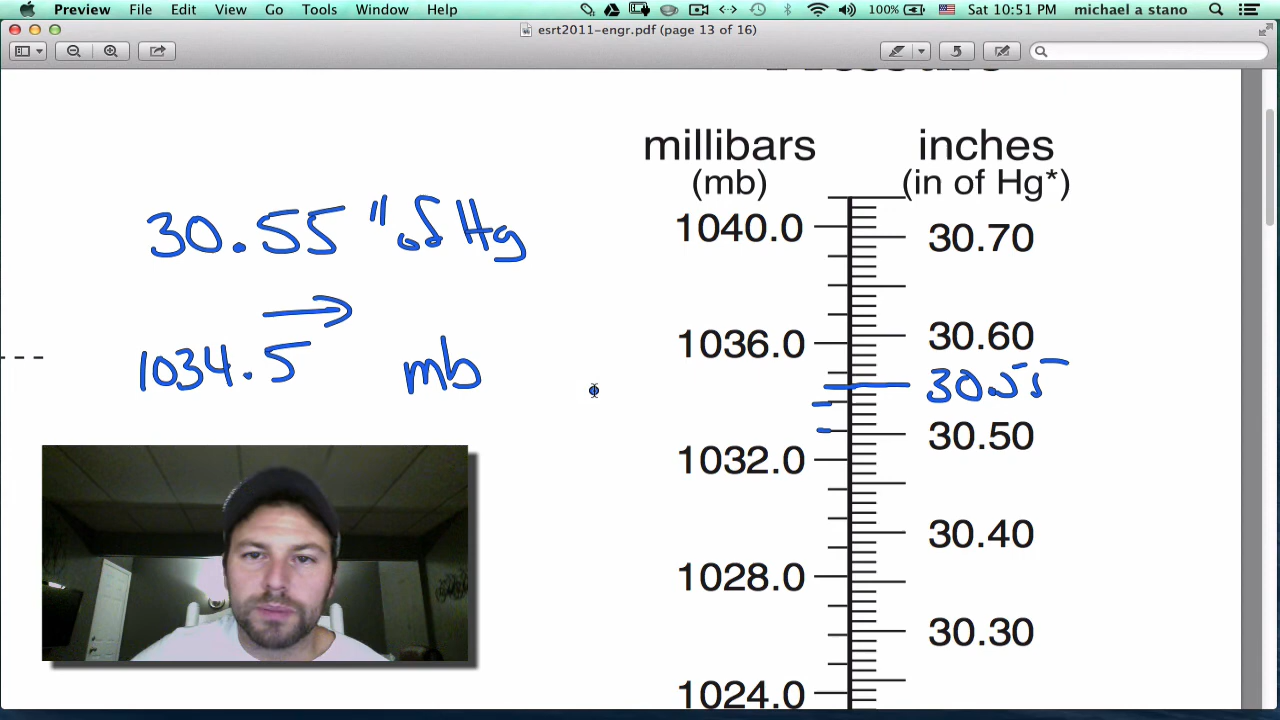 Preview File Edit View Go Tools Window Help 100% Sat 10:51 PM michael a stano
esrt2011-engr.pdf (page 13 of 16)
Pressure
millibars inches
(mb) (in of Hg*)
30.55 " of Hg
1040.0 30.70
1036.0 30.60
1034.5 mb
30.55
30.50
1032.0
30.40
1028.0
30.30
1024.0